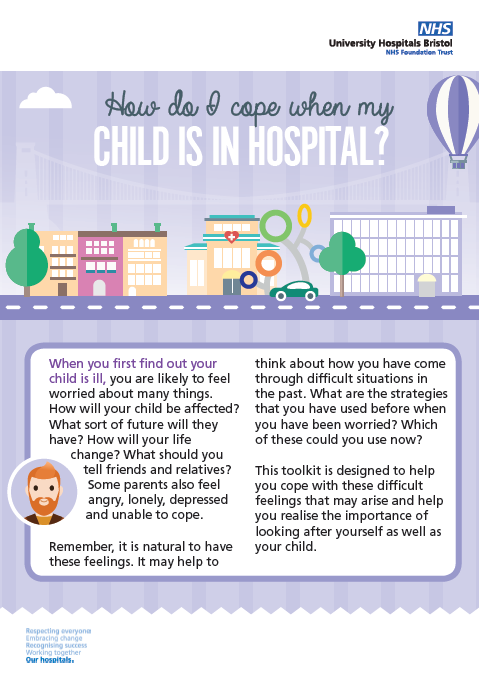 NHS
University Hospitals Bristol
NHS Foundation Trust
How do I cope when my
CHILD IS IN HOSPITAL?
When you first find out your
child is ill, you are likely to feel
worried about many things.
How will your child be affected?
What sort of future will they
have? How will your life
change? What should you
tell friends and relatives?
Some parents also feel
angry, lonely, depressed
and unable to cope.
Remember, it is natural to have
these feelings. It may help to
think about how you have come
through difficult situations in
the past. What are the strategies
that you have used before when
you have been worried? Which
of these could you use now?
This toolkit is designed to help
you cope with these difficult
feelings that may arise and help
you realise the importance of
looking after yourself as well as
your child.
Respecting everyone
Embracing change
Recognising success
Working together
Our hospitals.